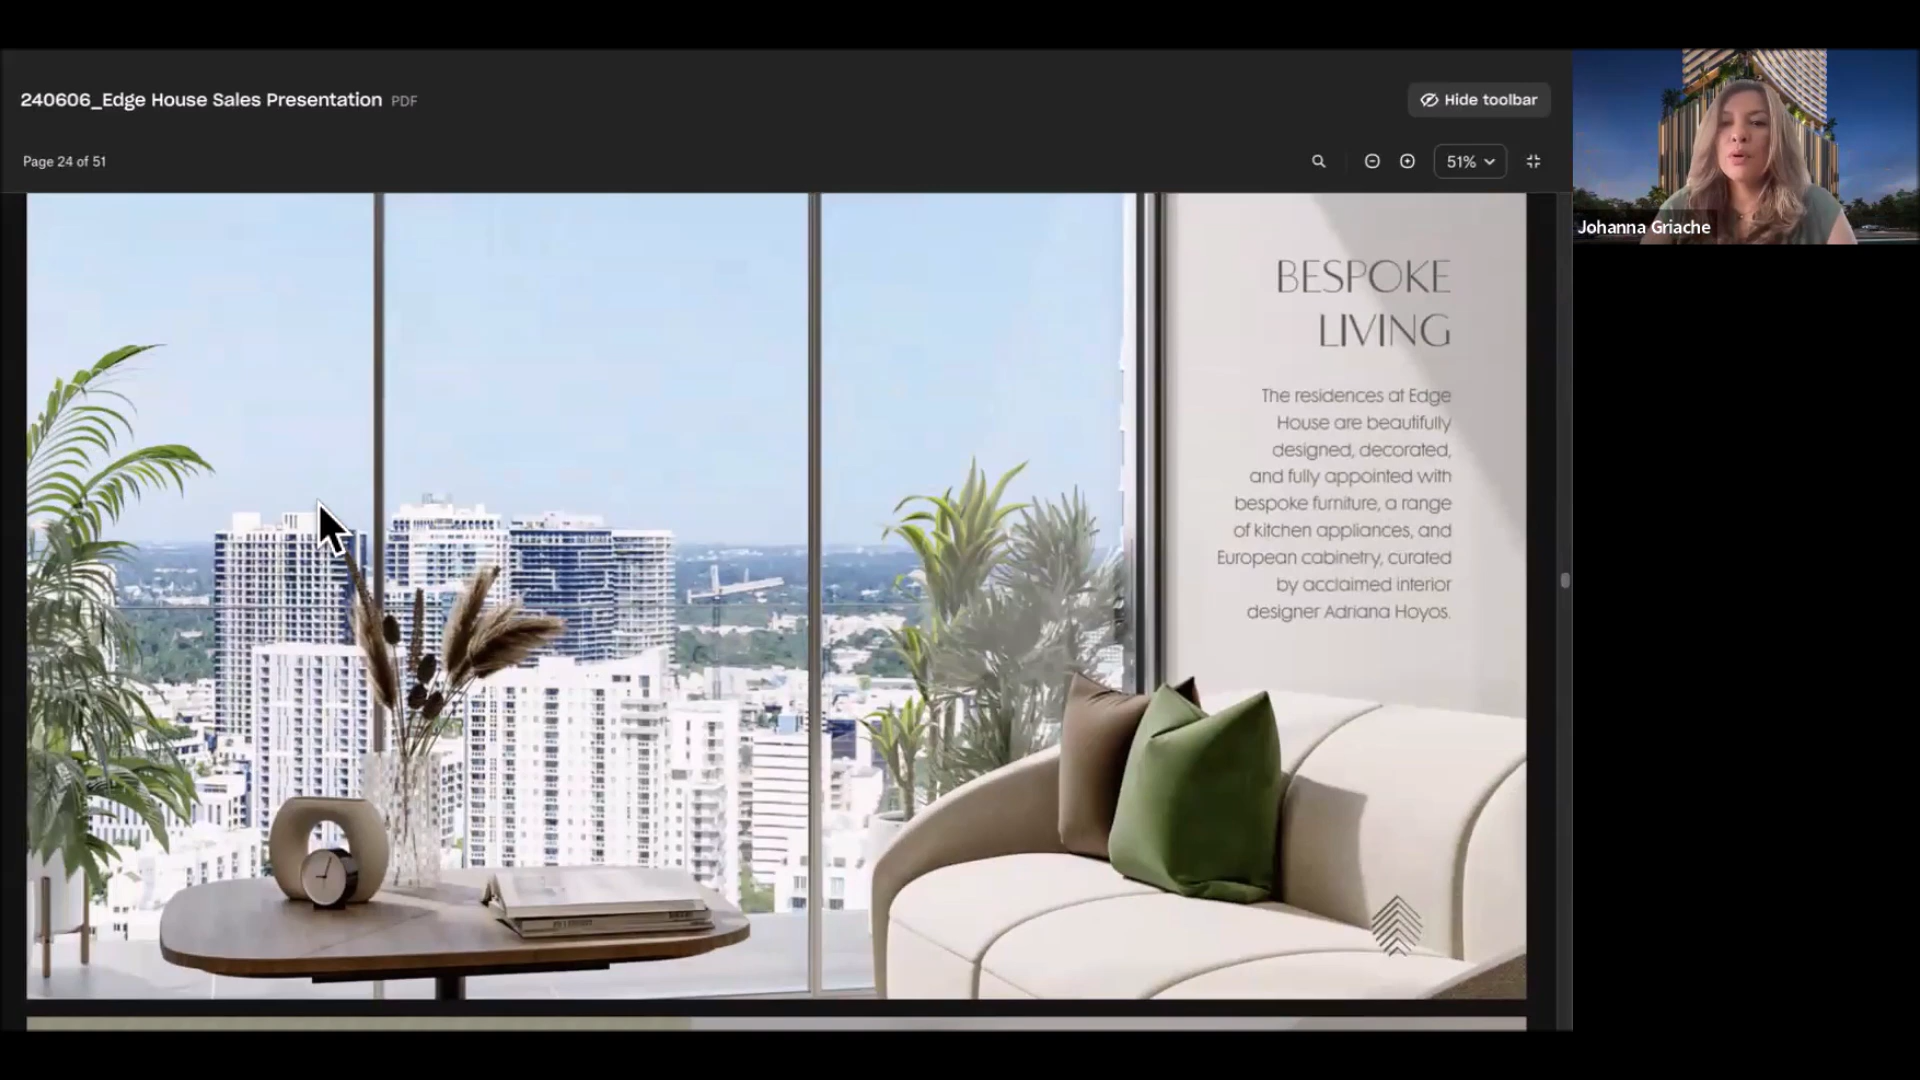 240606_Edge House Sales Presentation PDF
Hide toolbar
Page 24 of 51
51%
Johanna Griache
BESPOKE
LIVING
The residences at Edge
House are beautifully
designed, decorated,
and fully appointed with
bespoke furniture, a range
of kitchen appliances, and
European cabinetry, curated
by acclaimed interior
designer Adriana Hoyos.